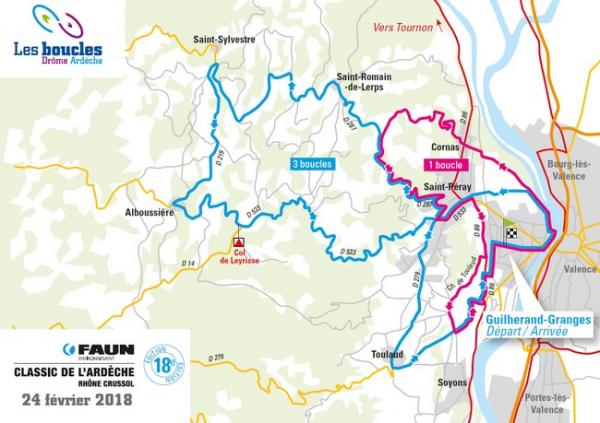 Les boucles
Drôme Ardèche
Saint-Sylvestre
Vers Tournon
Saint-Romain
-de-Lerps
D 86
D 287
Cornas
D 219
3 boucles
1 boucle
Bourg-lès-
Valence
Saint-Péray
D 287
Alboussière
D 533
D 533
D 86
Col
de Leyrisse
D 533
D 14
D 279
Ch. de Touland
Valence
D 86
Guilherand-Granges
Départ / Arrivée
FAUN
ENVIRONNEMENT
CLASSIC DE L'ARDÈCHE
RHÔNE CRUSSOL
24 février 2018
ÉDITION
18e
ÉDITION
D 279
Toulaud
Soyons
Portes-lès-
Valence